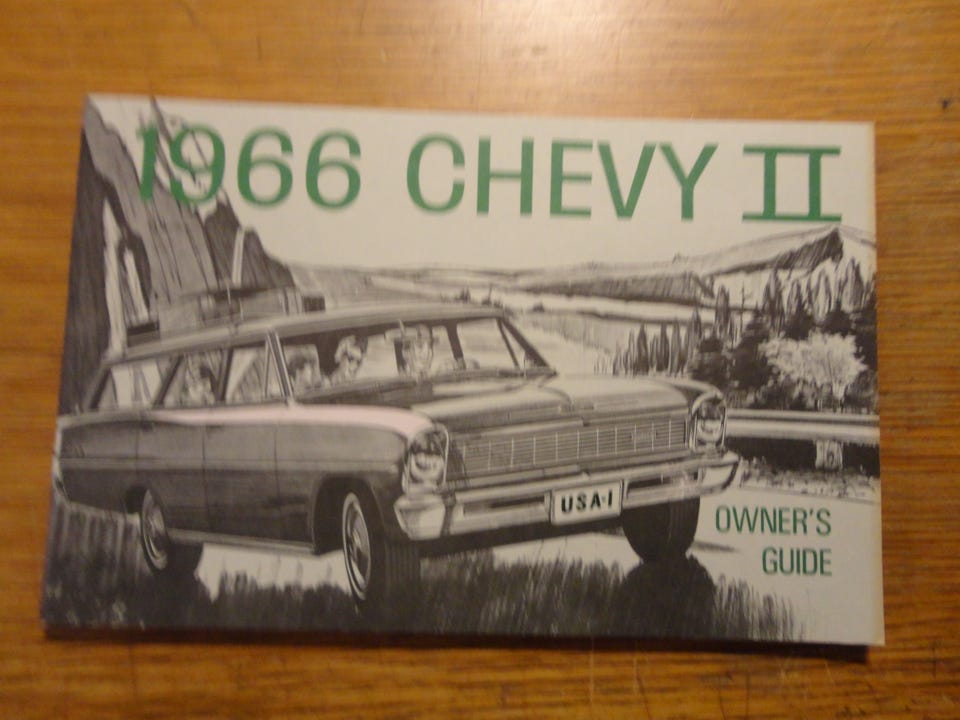 1966 CHEVY II
USA-1
OWNER'S
GUIDE